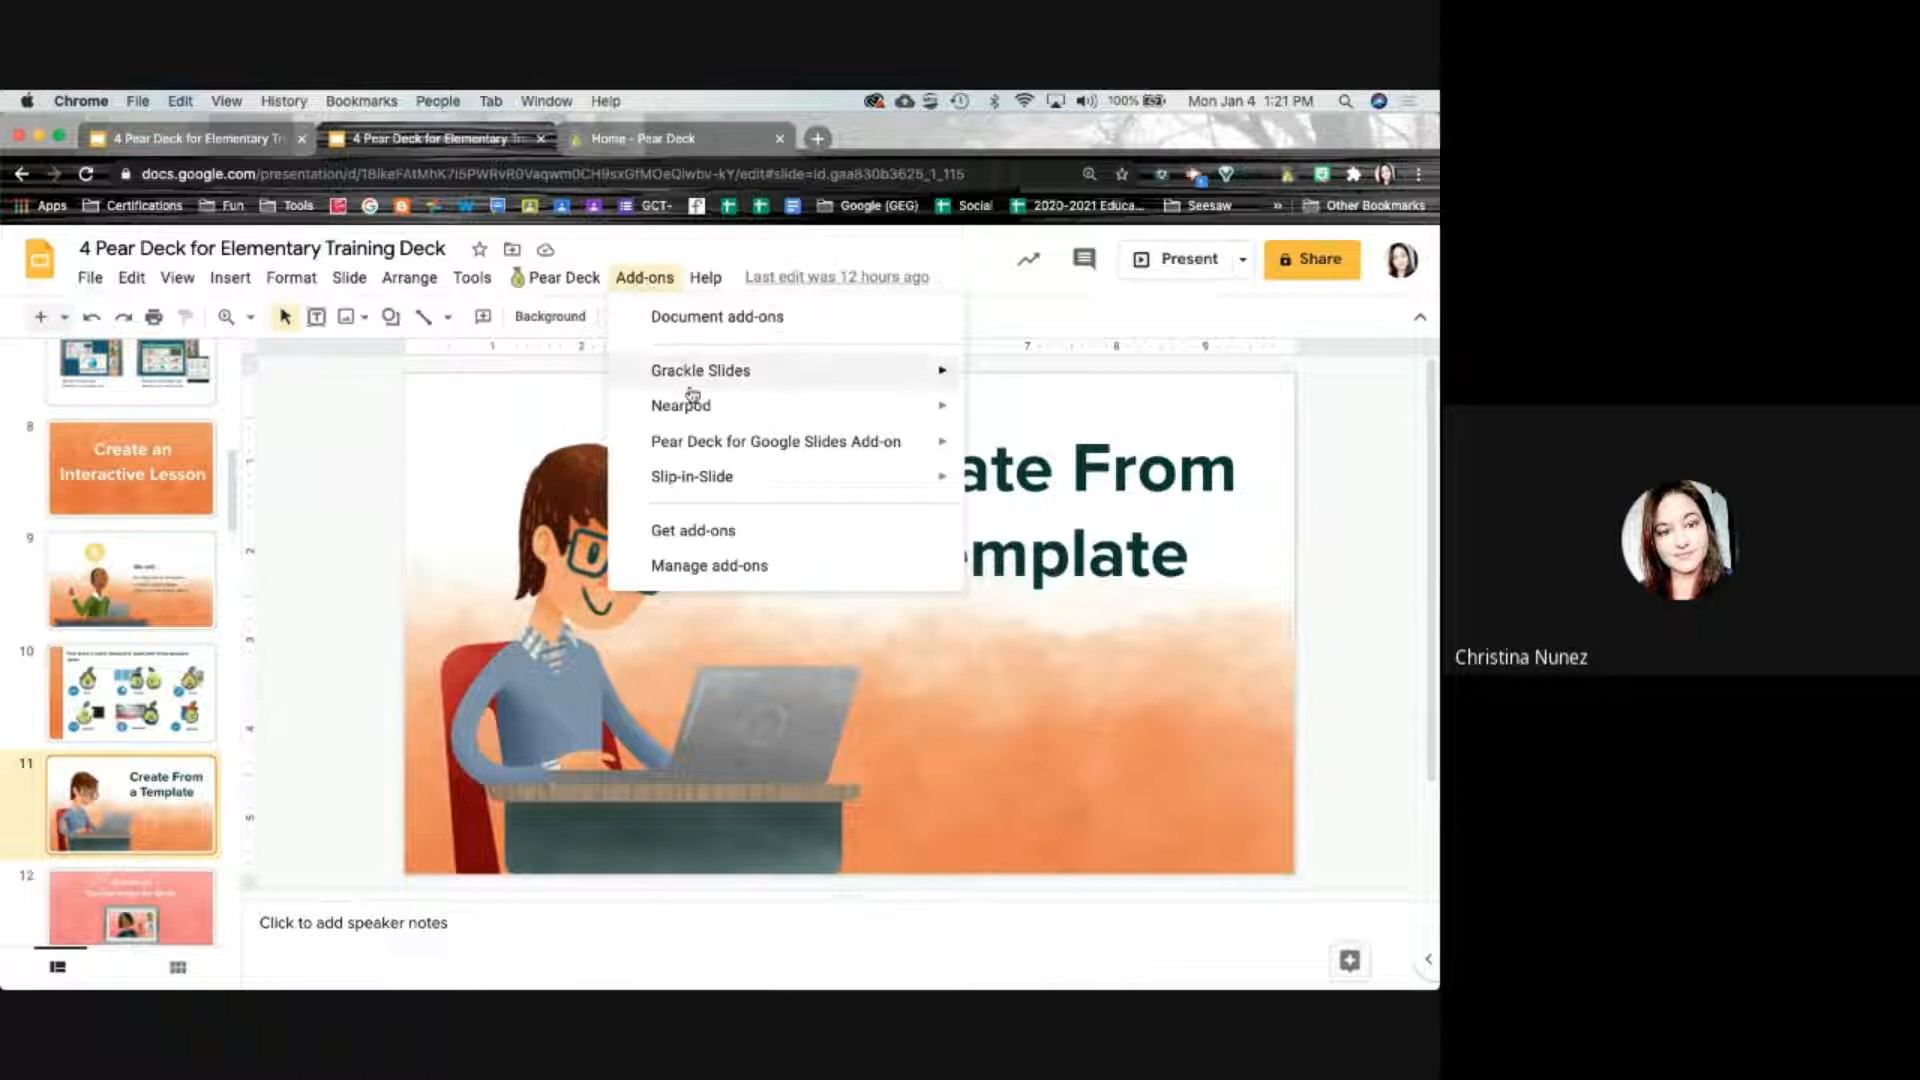 Chrome File Edit View History Bookmarks People Tab Window Help 100% Mon Jan 4 1:21 PM
4 Pear Deck for Elementary Tr 4 Pear Deck for Elementary Tr Home - Pear Deck
docs.google.com
Apps Certifications Fun Tools GCT- Google (GEG) Social 2020-2021 Educa... Seesaw » Other Bookmarks
4 Pear Deck for Elementary Training Deck
Present Share
File Edit View Insert Format Slide Arrange Tools Pear Deck Add-ons Help Last edit was 12 hours ago
Background
Document add-ons
Grackle Slides
Nearpod
Pear Deck for Google Slides Add-on
Slip-in-Slide
Get add-ons
Manage add-ons
1 2 7 8 9
ate From
mplate
8
Create an
Interactive Lesson
9
10
11
Create From
a Template
12
Click to add speaker notes
Christina Nunez